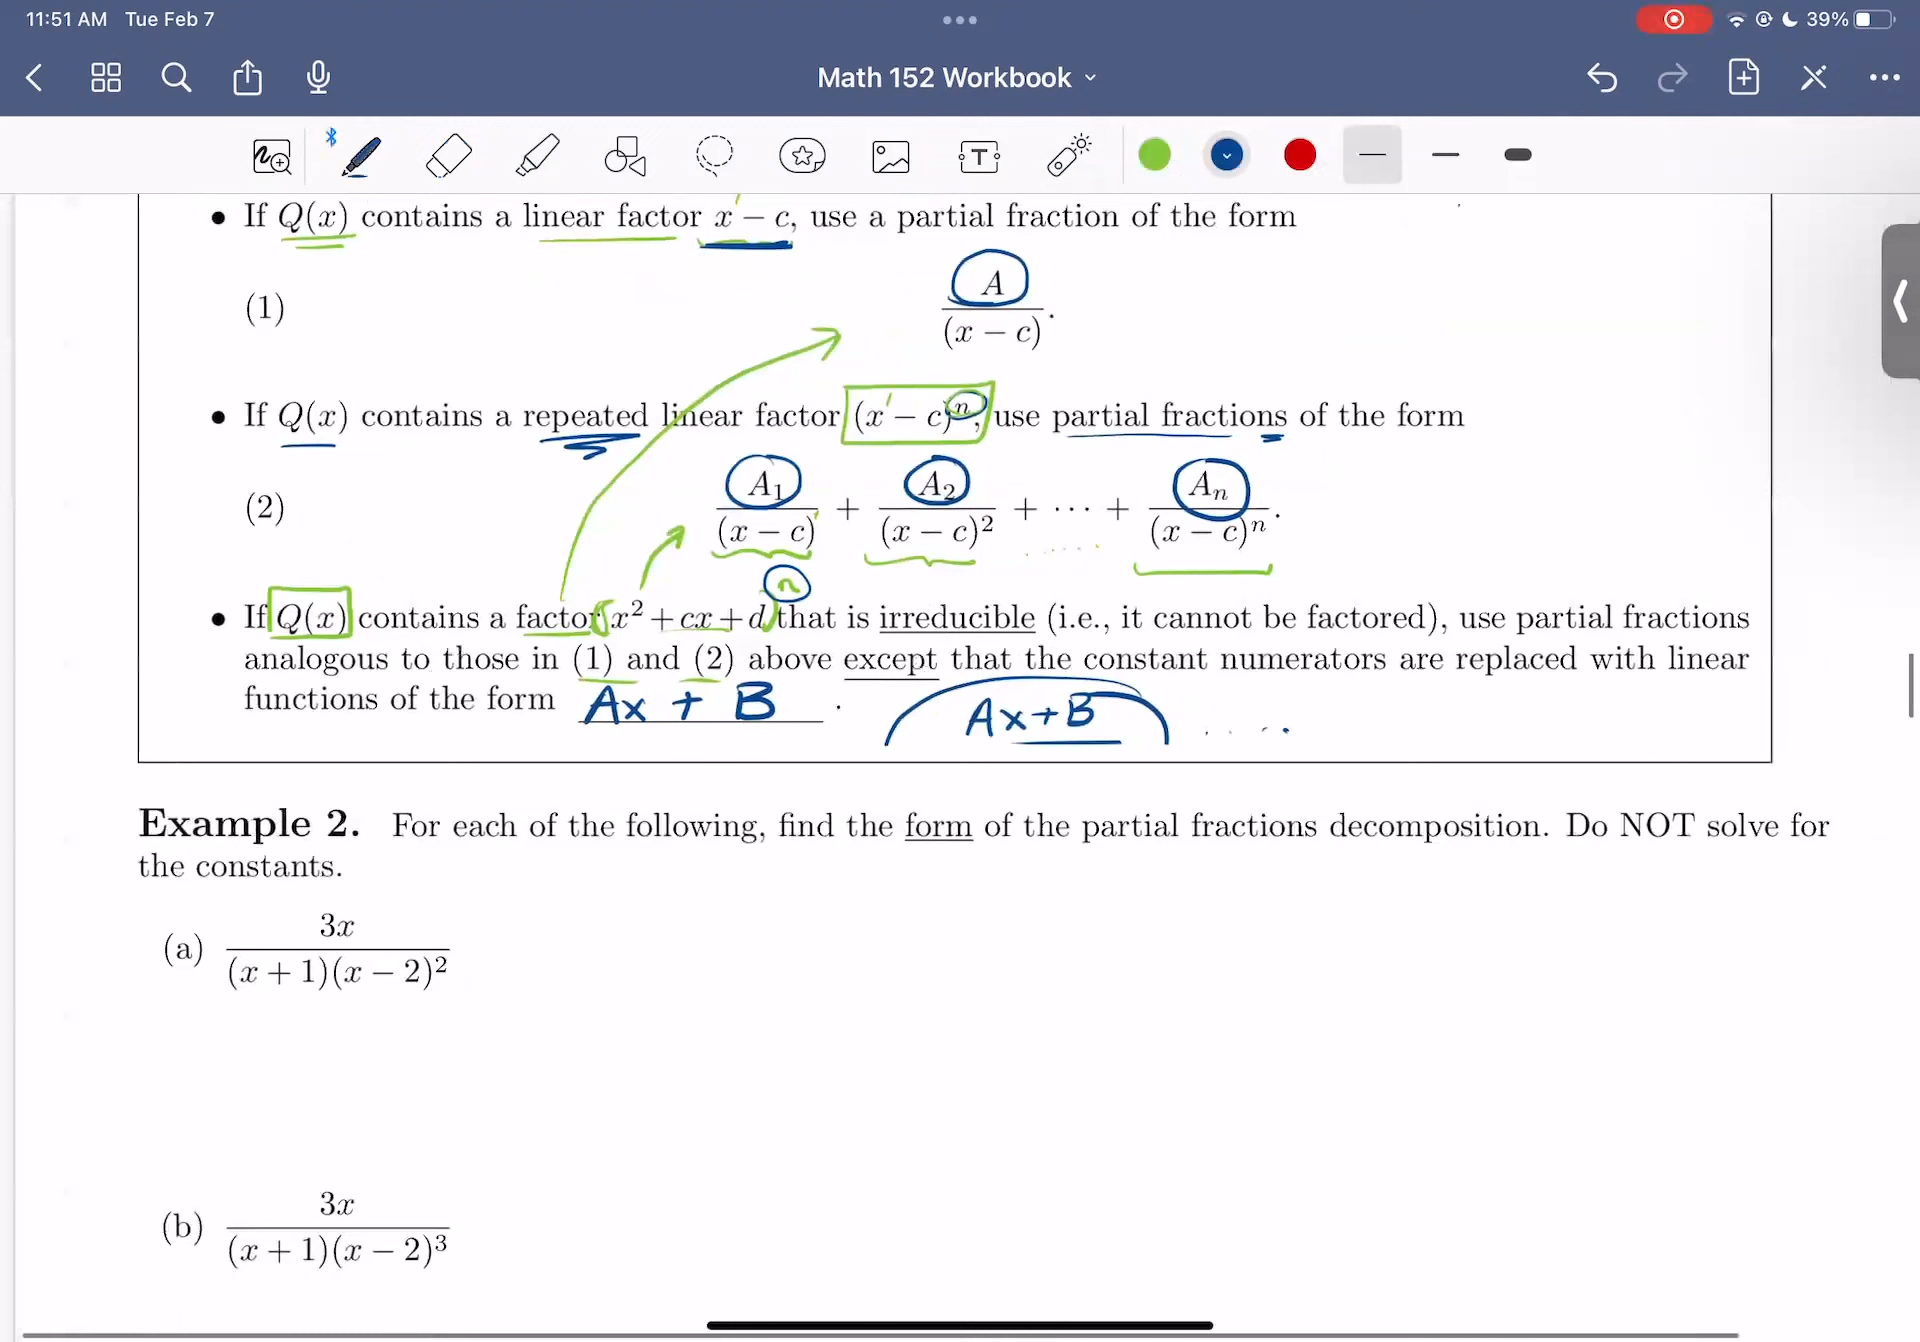 11:51 AM Tue Feb 7
39%
Math 152 Workbook
T
• If Q(x) contains a linear factor x − c, use a partial fraction of the form
(1) A/(x − c).
• If Q(x) contains a repeated linear factor (x − c)ⁿ, use partial fractions of the form
(2) A₁/(x − c) + A₂/(x − c)² + ··· + Aₙ/(x − c)ⁿ.
n
• If Q(x) contains a factor (x² + cx + d) that is irreducible (i.e., it cannot be factored), use partial fractions
analogous to those in (1) and (2) above except that the constant numerators are replaced with linear
functions of the form Ax + B.
Ax+B
Example 2. For each of the following, find the form of the partial fractions decomposition. Do NOT solve for
the constants.
(a) 3x/((x + 1)(x − 2)²)
(b) 3x/((x + 1)(x − 2)³)